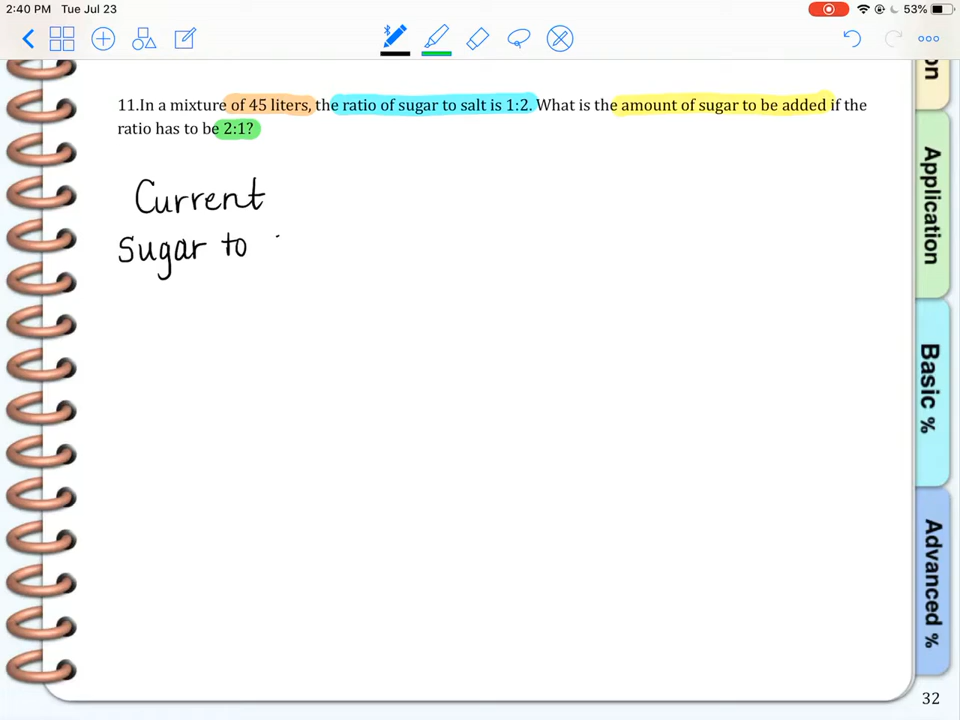 2:40 PM Tue Jul 23
53%
11.In a mixture of 45 liters, the ratio of sugar to salt is 1:2. What is the amount of sugar to be added if the
ratio has to be 2:1?
Current
Sugar to
on
Application
Basic %
Advanced %
32